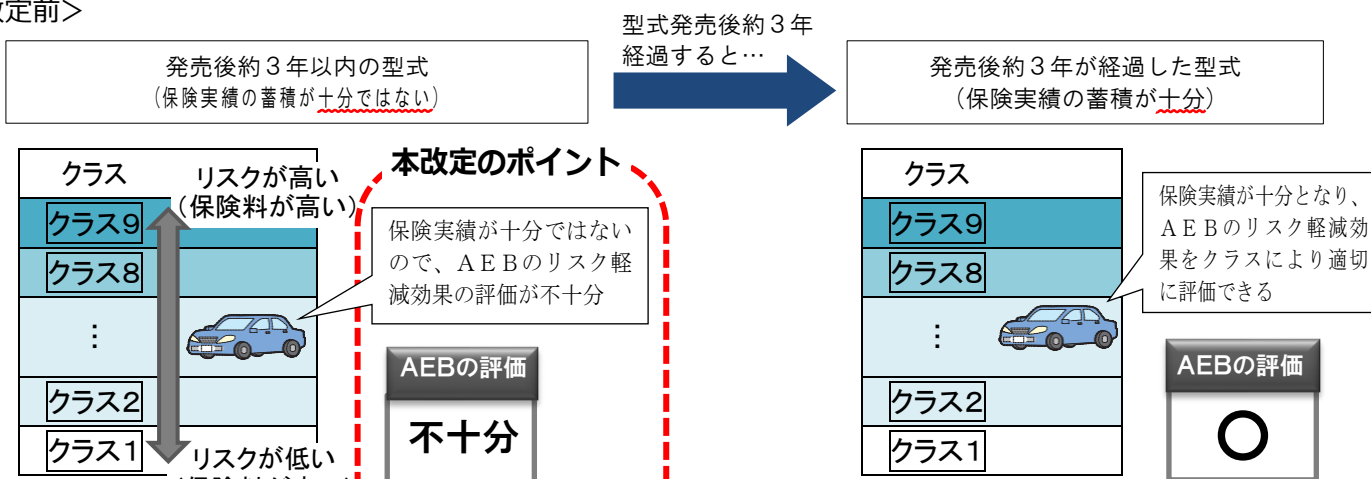 改定前＞
発売後約３年以内の型式
(保険実績の蓄積が十分ではない)
型式発売後約３年
経過すると…
発売後約３年が経過した型式
(保険実績の蓄積が十分)
クラス
リスクが高い
(保険料が高い)
クラス9
クラス8
：
クラス2
クラス1
リスクが低い
本改定のポイント
保険実績が十分ではない
ので、ＡＥＢのリスク軽
減効果の評価が不十分
AEBの評価
不十分
クラス
クラス9
クラス8
：
クラス2
クラス1
保険実績が十分となり、
ＡＥＢのリスク軽減効
果をクラスにより適切
に評価できる
AEBの評価
○